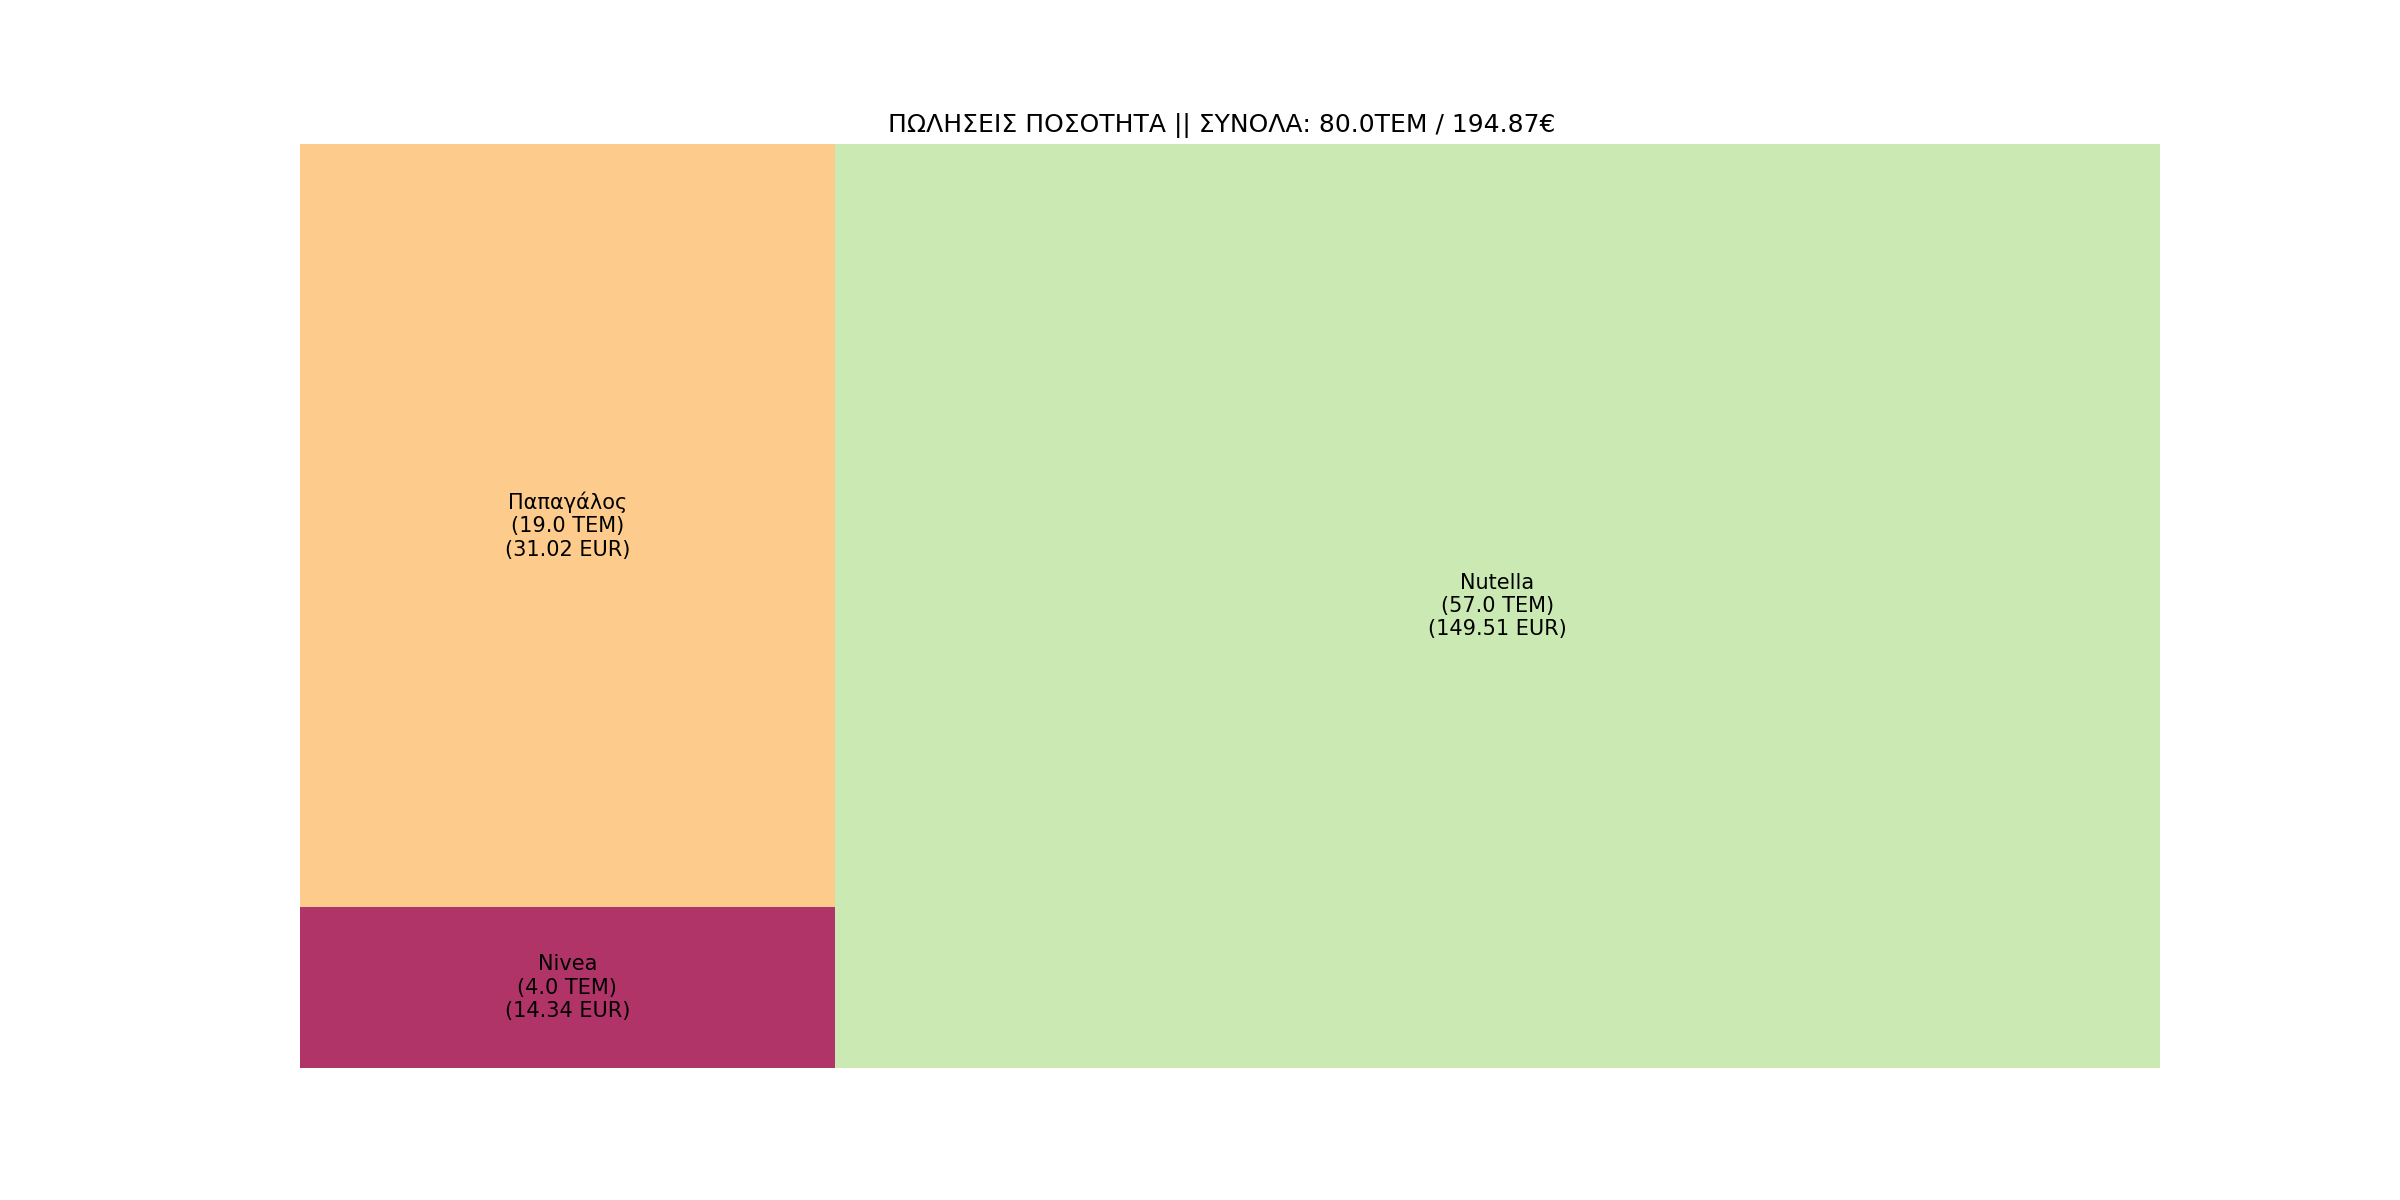 ΠΩΛΗΣΕΙΣ ΠΟΣΟΤΗΤΑ || ΣΥΝΟΛΑ: 80.0ΤΕΜ / 194.87€
Παπαγάλος
(19.0 TEM)
(31.02 EUR)
Nutella
(57.0 TEM)
(149.51 EUR)
Nivea
(4.0 TEM)
(14.34 EUR)